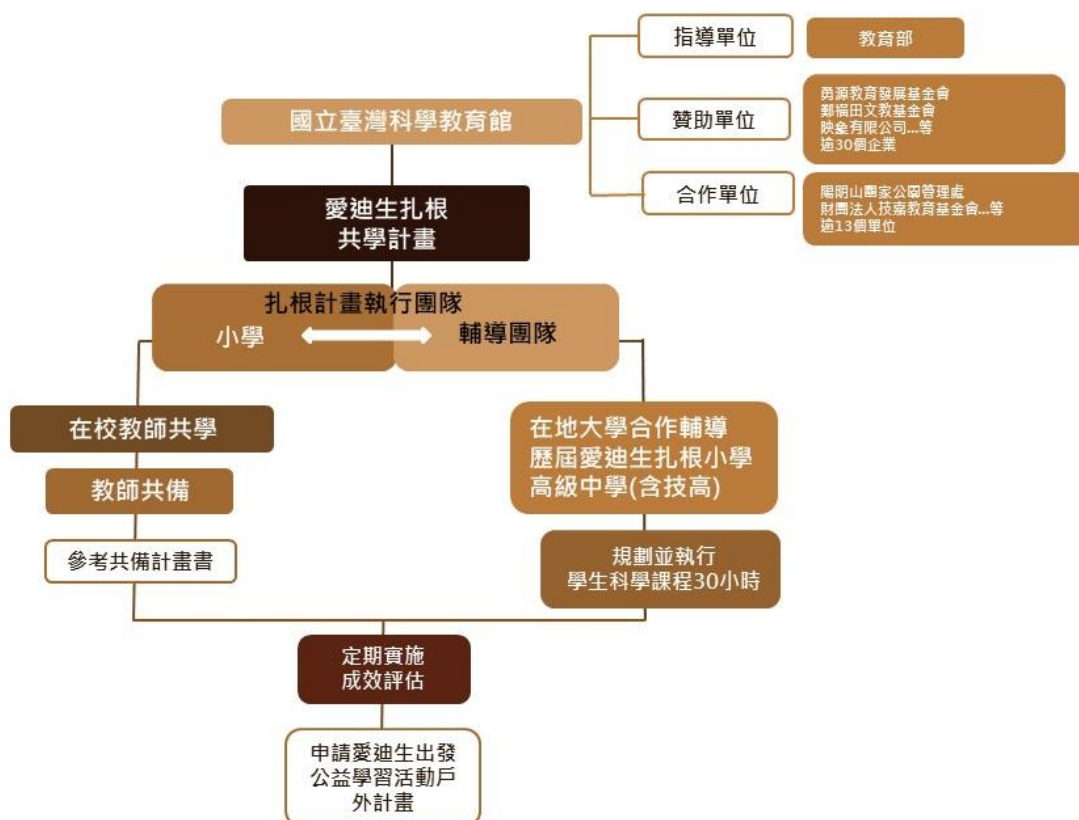 指導單位
教育部
國立臺灣科學教育館
贊助單位
勇源教育發展基金會
鄭福田文教基金會
映象有限公司...等
逾30個企業
合作單位
陽明山國家公園管理處
財團法人技嘉教育基金會...等
逾13個單位
愛迪生扎根
共學計畫
扎根計畫執行團隊
小學
輔導團隊
在校教師共學
教師共備
參考共備計畫書
在地大學合作輔導
歷屆愛迪生扎根小學
高級中學(含技高)
規劃並執行
學生科學課程30小時
定期實施
成效評估
申請愛迪生出發
公益學習活動戶
外計畫